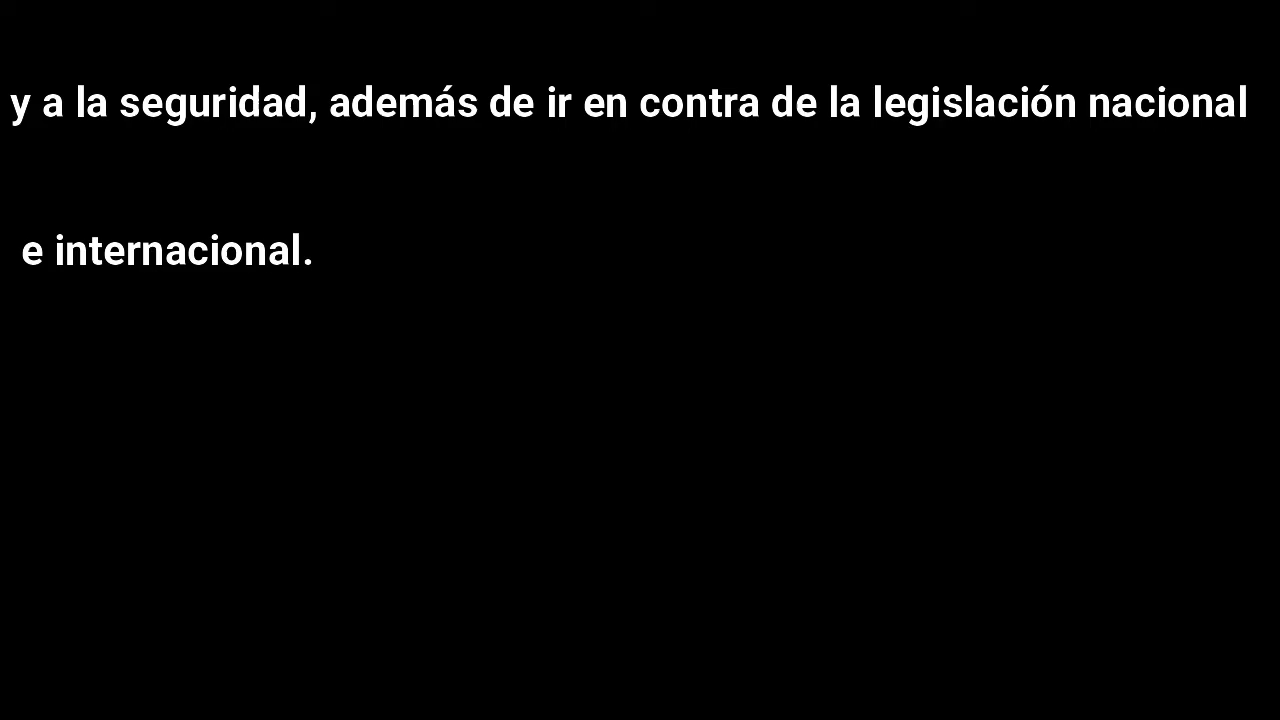 y a la seguridad, además de ir en contra de la legislación nacional
e internacional.